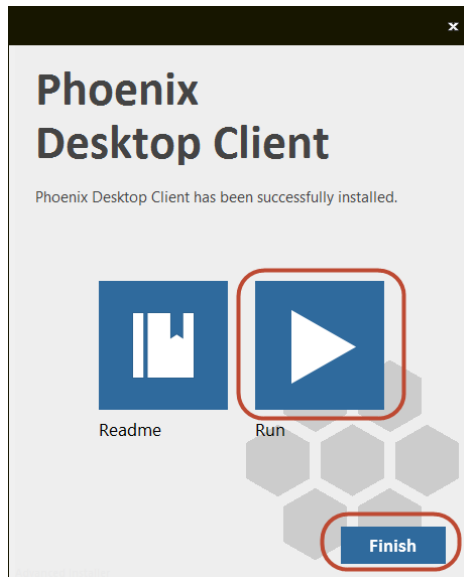 x
Phoenix
Desktop Client
Phoenix Desktop Client has been successfully installed.
Readme
Run
Finish